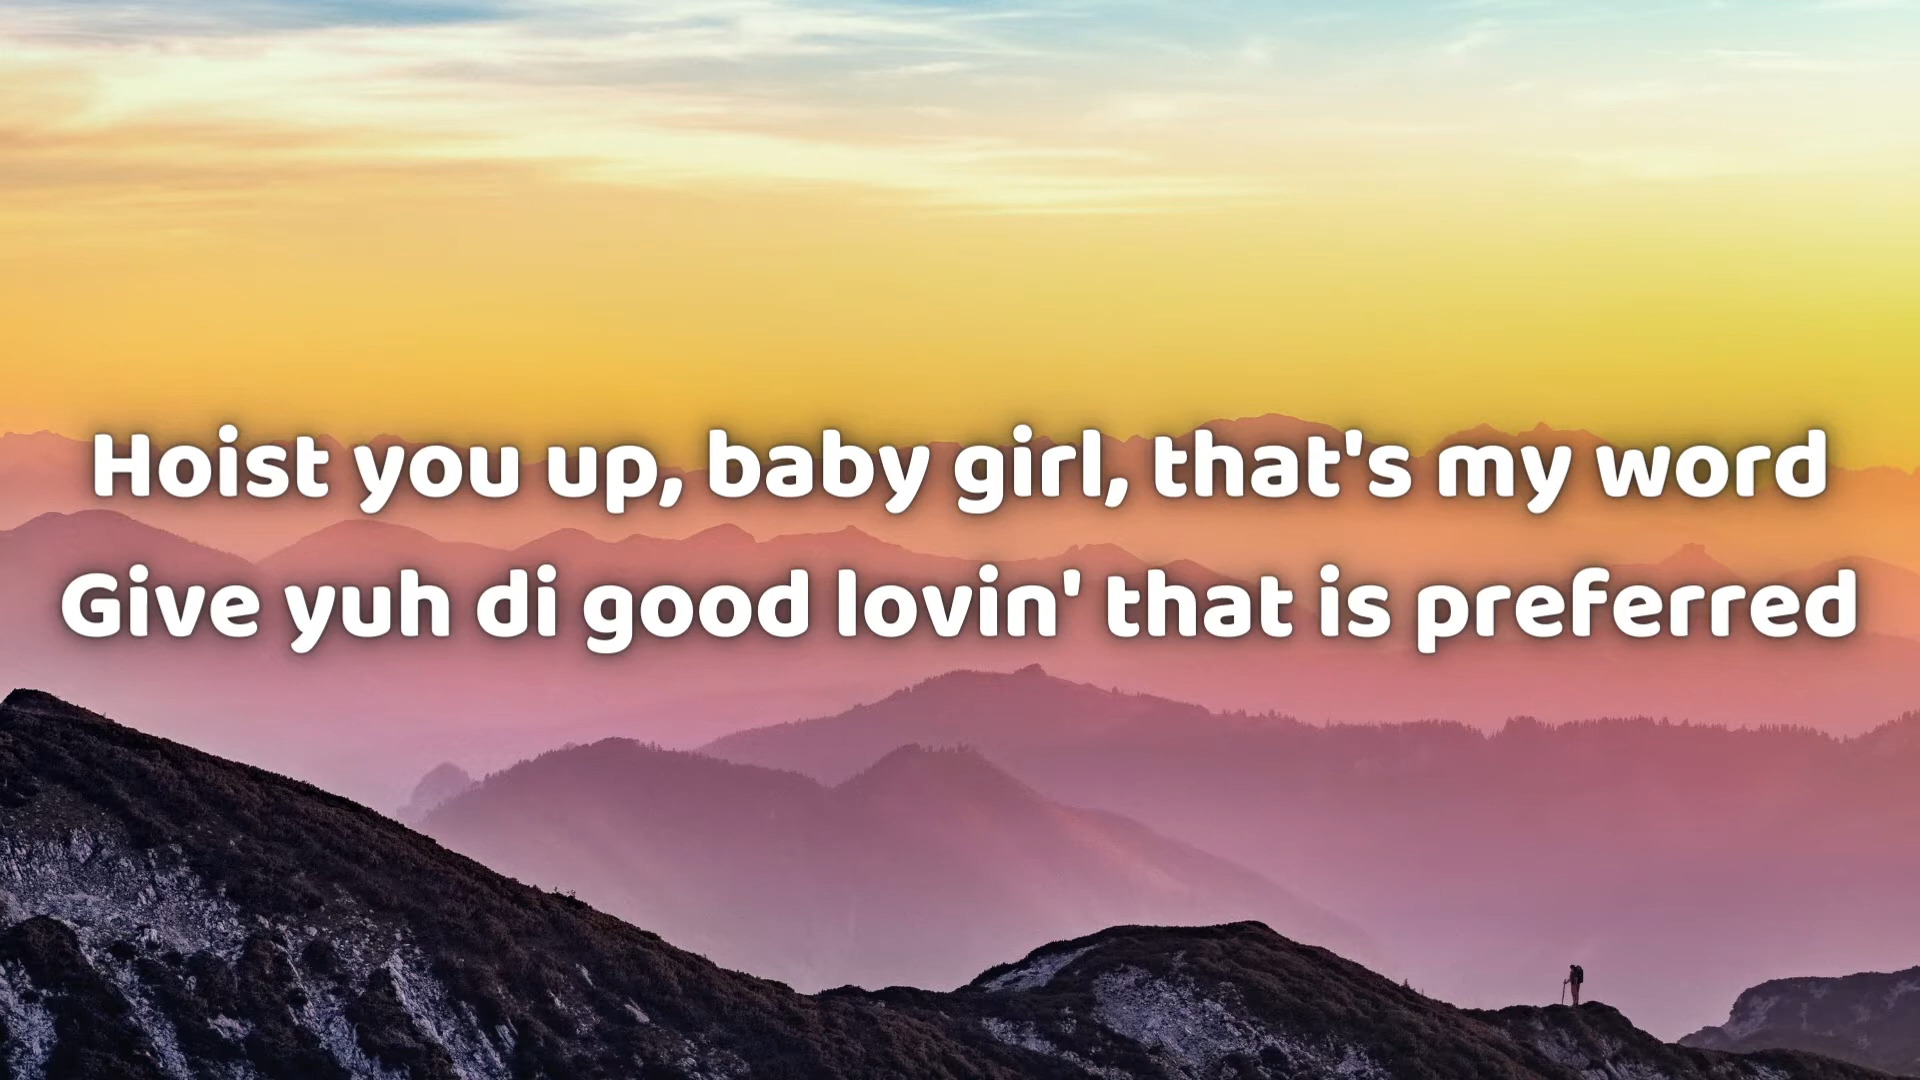 Hoist you up, baby girl, that's my word
Give yuh di good lovin' that is preferred